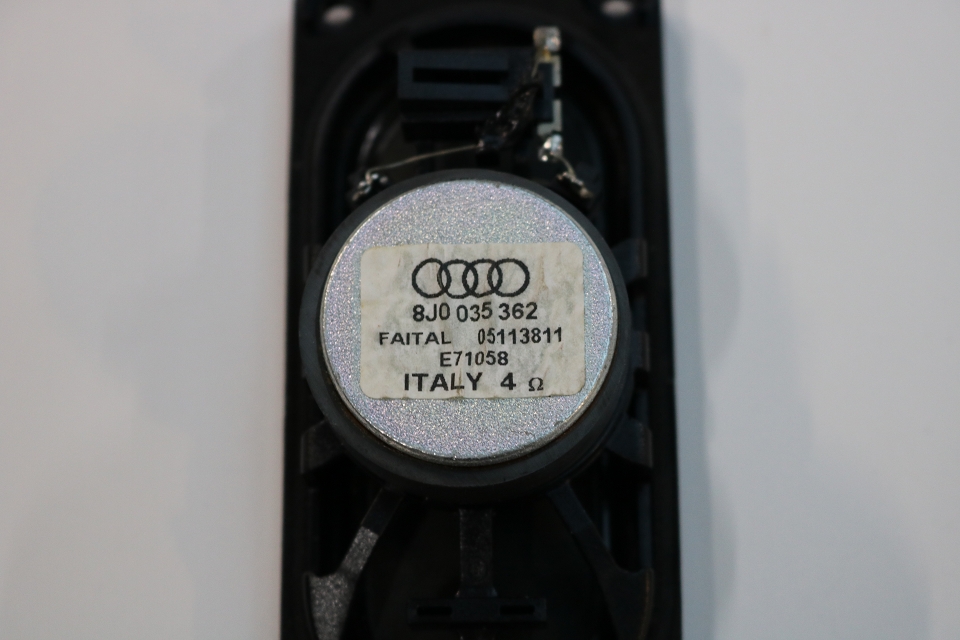 8J0 035 362
FAITAL 05113811
E71058
ITALY 4 Ω